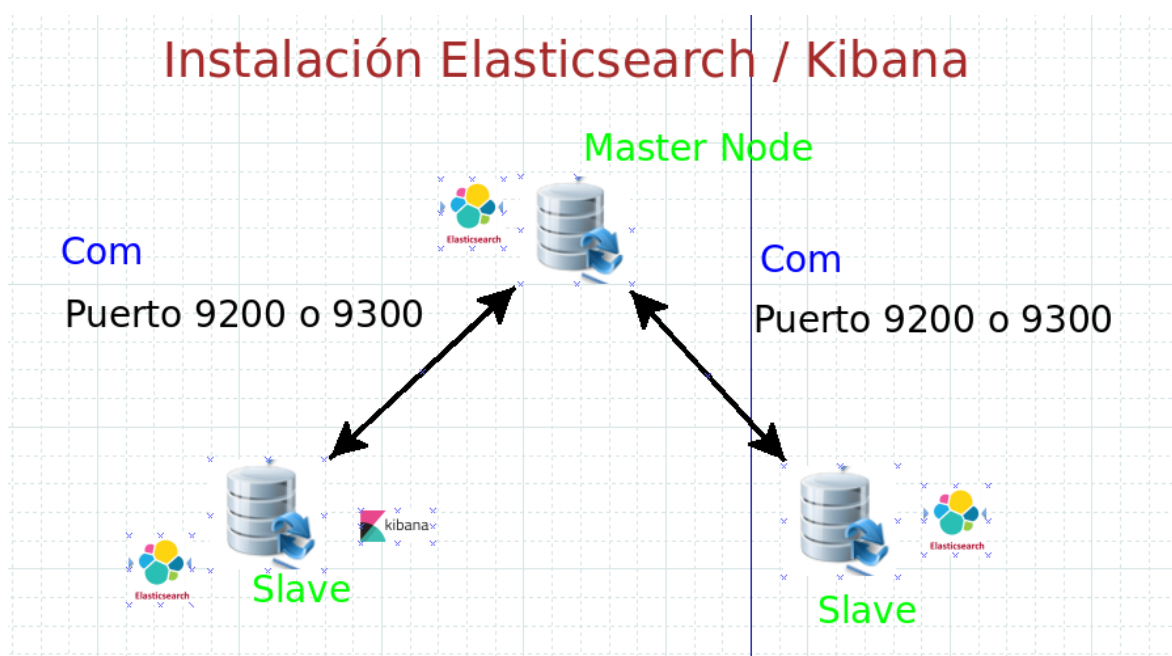 Instalación Elasticsearch / Kibana
Master Node
Elasticsearch
Com
Puerto 9200 o 9300
Com
Puerto 9200 o 9300
kibana
Elasticsearch
Slave
Elasticsearch
Slave